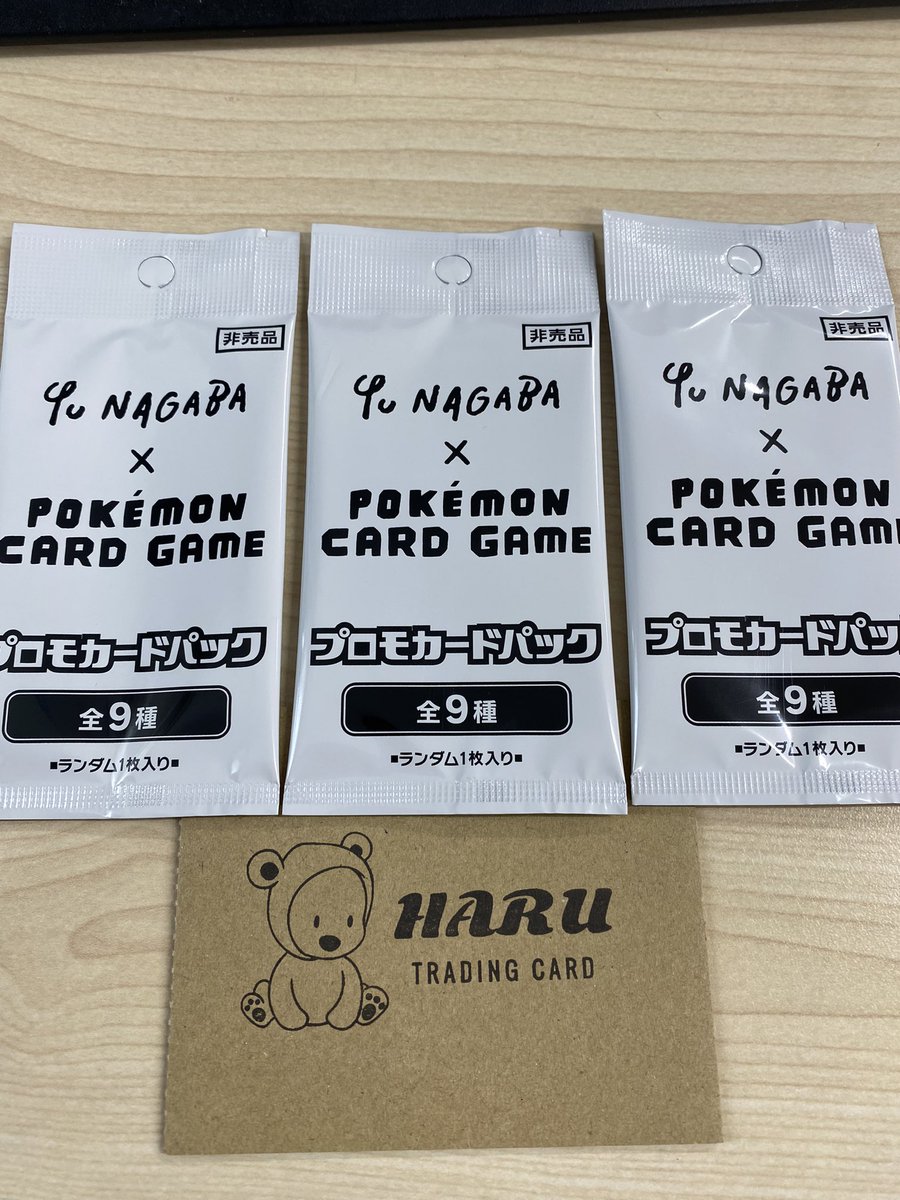 非売品
Yu NAGABA
×
POKÉMON
CARD GAME
プロモカードパック
全9種
■ランダム1枚入り■
非売品
Yu NAGABA
×
POKÉMON
CARD GAME
プロモカードパック
全9種
■ランダム1枚入り■
非売品
Yu NAGABA
×
POKÉMON
CARD GAME
プロモカードパック
全9種
■ランダム1枚入り■
HARU
TRADING CARD